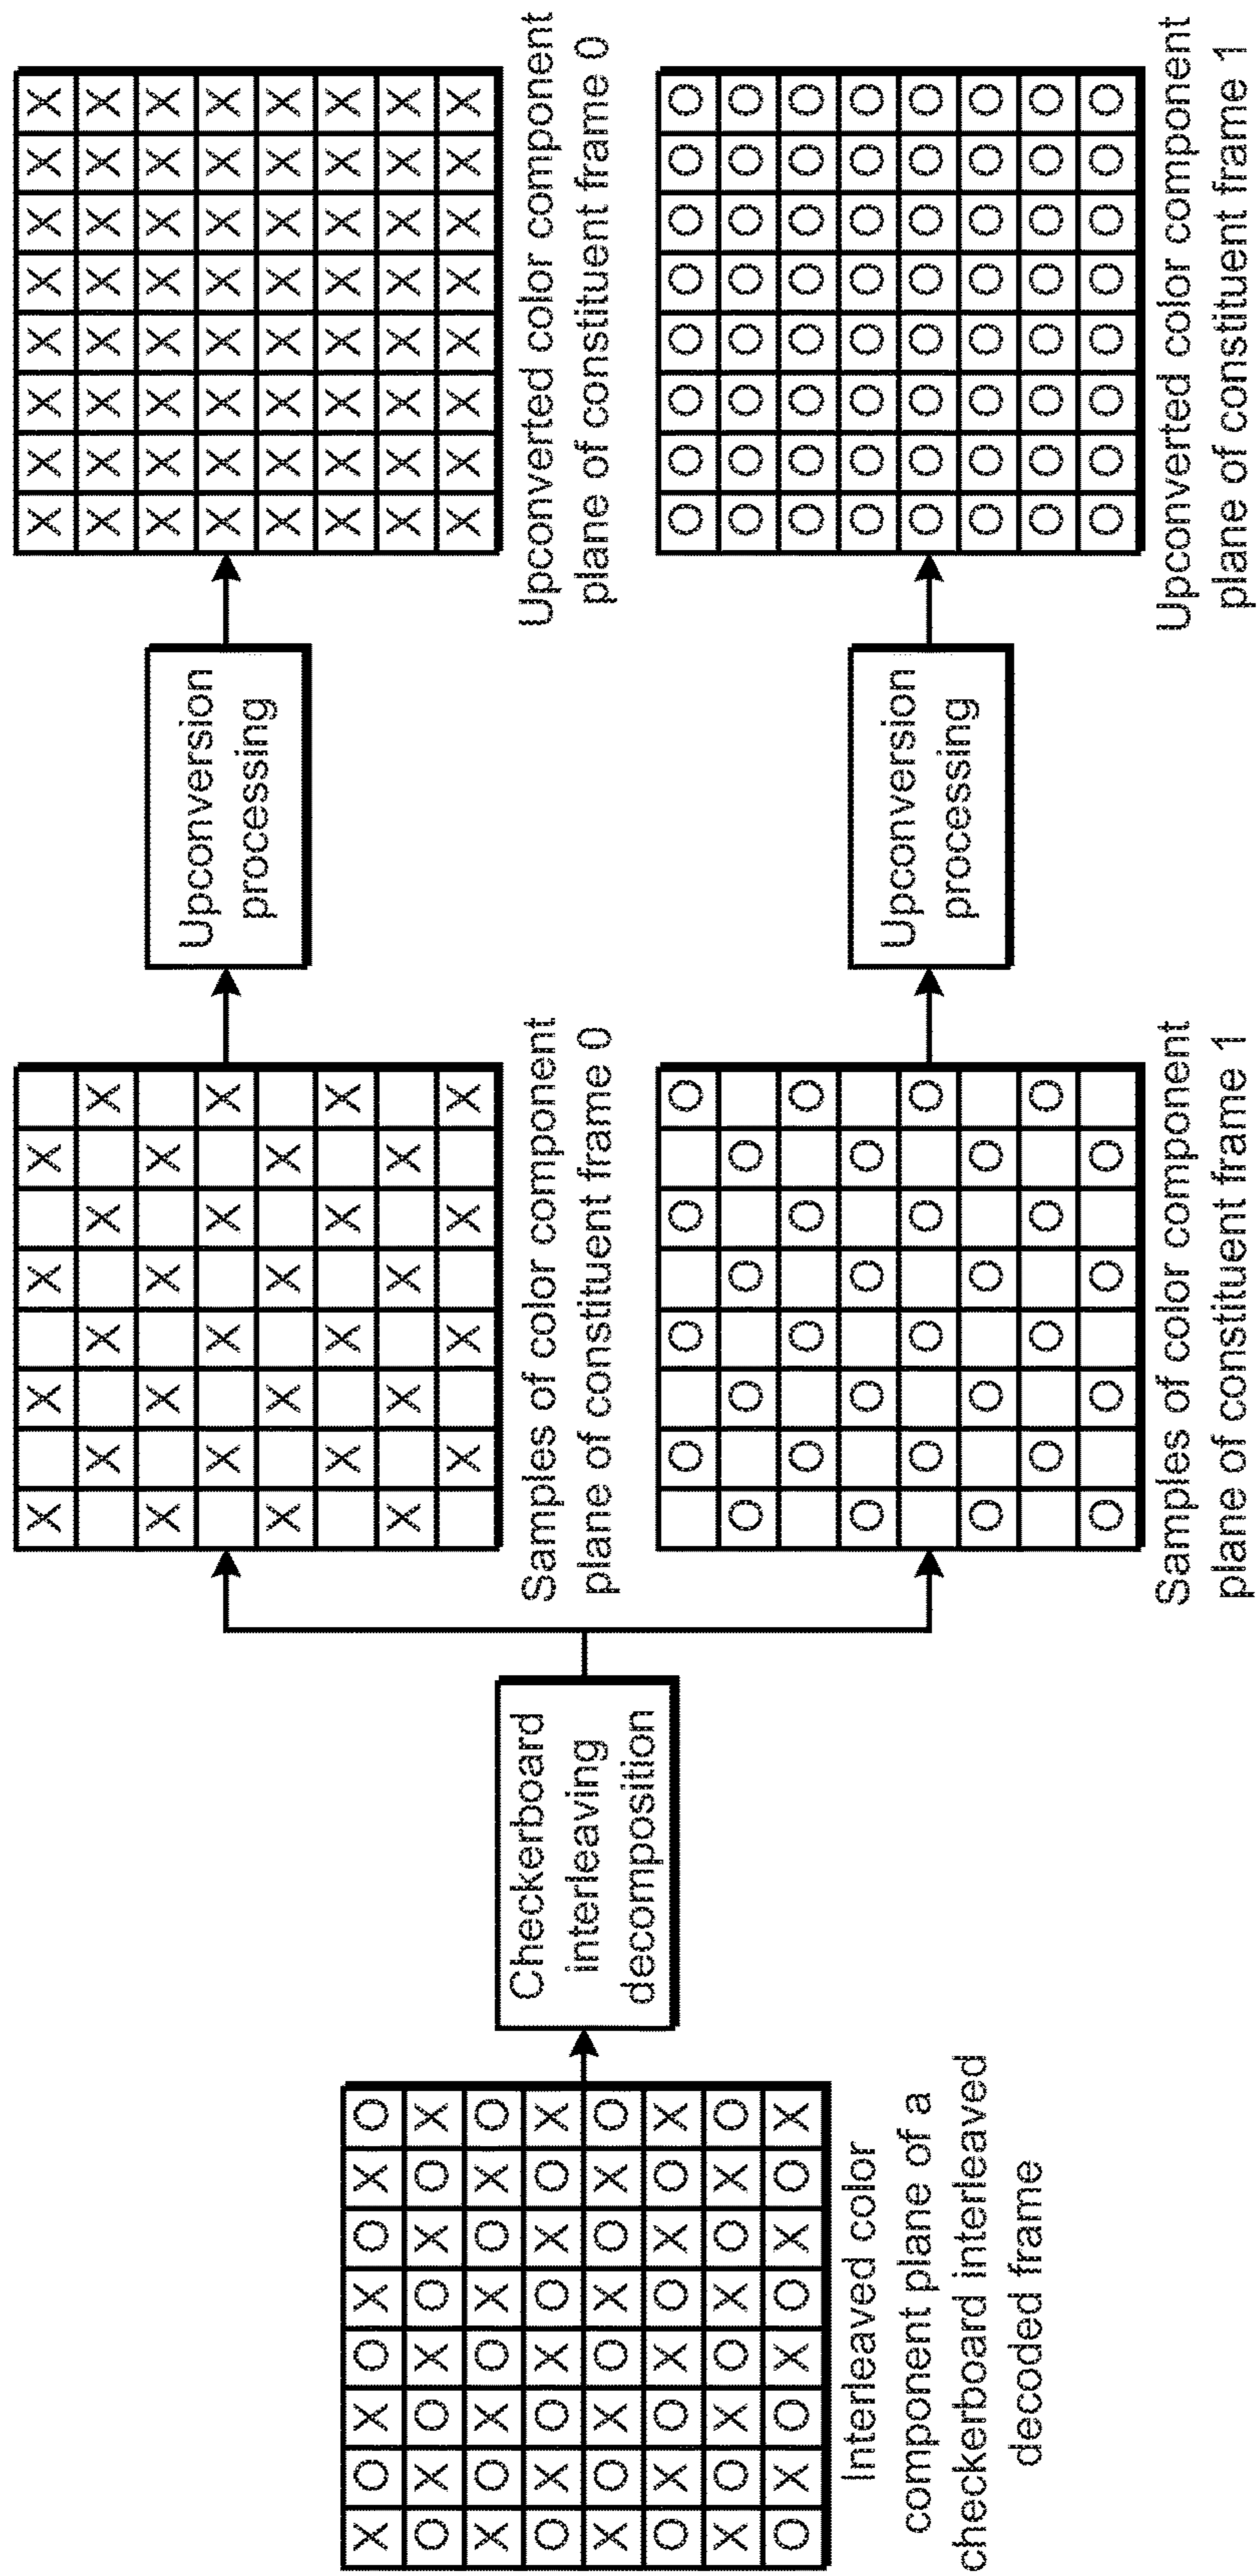 X O X O X O X O
O X O X O X O X
X O X O X O X O
O X O X O X O X
X O X O X O X O
O X O X O X O X
X O X O X O X O
O X O X O X O X
Interleaved color
component plane of a
checkerboard interleaved
decoded frame
Checkerboard
interleaving
decomposition
X X X X
X X X X
X X X X
X X X X
X X X X
X X X X
X X X X
X X X X
Samples of color component
plane of constituent frame 0
Upconversion
processing
X X X X X X X X
X X X X X X X X
X X X X X X X X
X X X X X X X X
X X X X X X X X
X X X X X X X X
X X X X X X X X
X X X X X X X X
Upconverted color component
plane of constituent frame 0
O O O O
O O O O
O O O O
O O O O
O O O O
O O O O
O O O O
O O O O
Samples of color component
plane of constituent frame 1
Upconversion
processing
O O O O O O O O
O O O O O O O O
O O O O O O O O
O O O O O O O O
O O O O O O O O
O O O O O O O O
O O O O O O O O
O O O O O O O O
Upconverted color component
plane of constituent frame 1